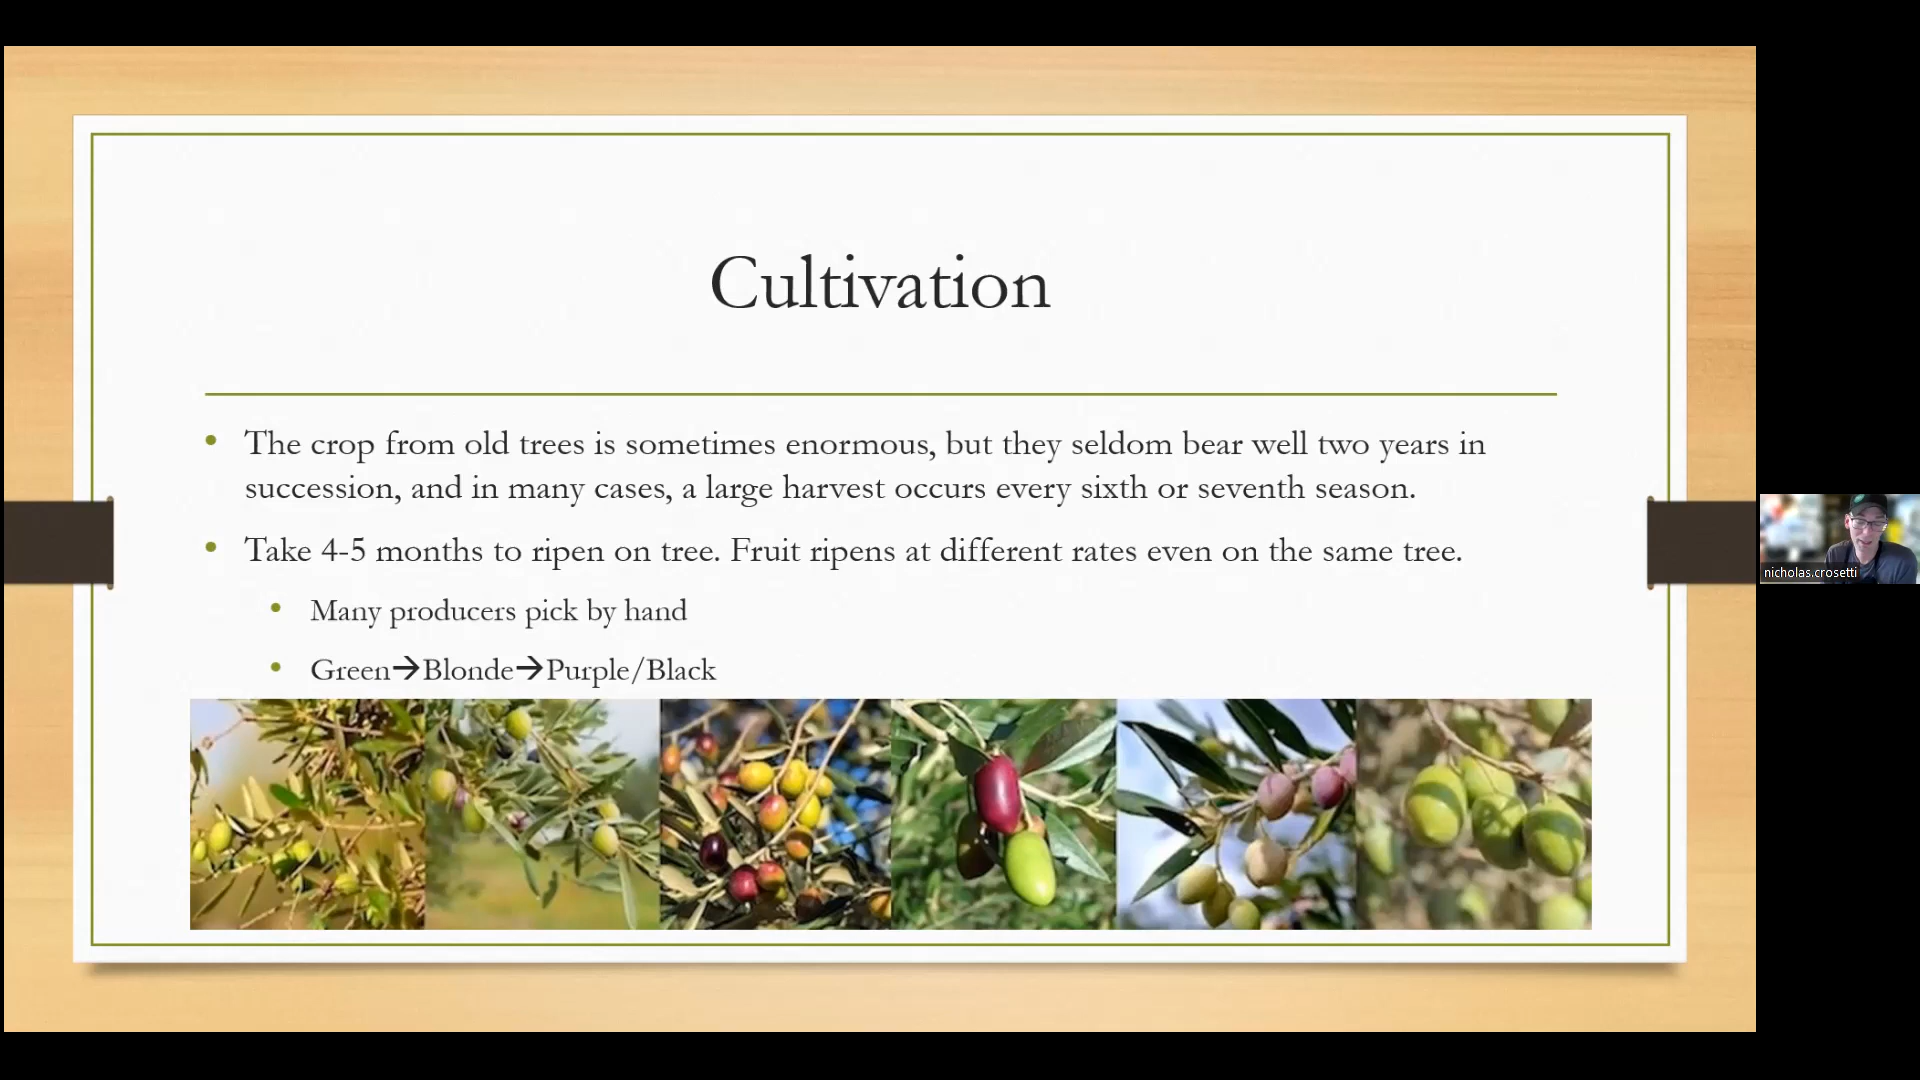 Cultivation
• The crop from old trees is sometimes enormous, but they seldom bear well two years in
succession, and in many cases, a large harvest occurs every sixth or seventh season.
• Take 4-5 months to ripen on tree. Fruit ripens at different rates even on the same tree.
• Many producers pick by hand
• Green→Blonde→Purple/Black
nicholas.crosetti